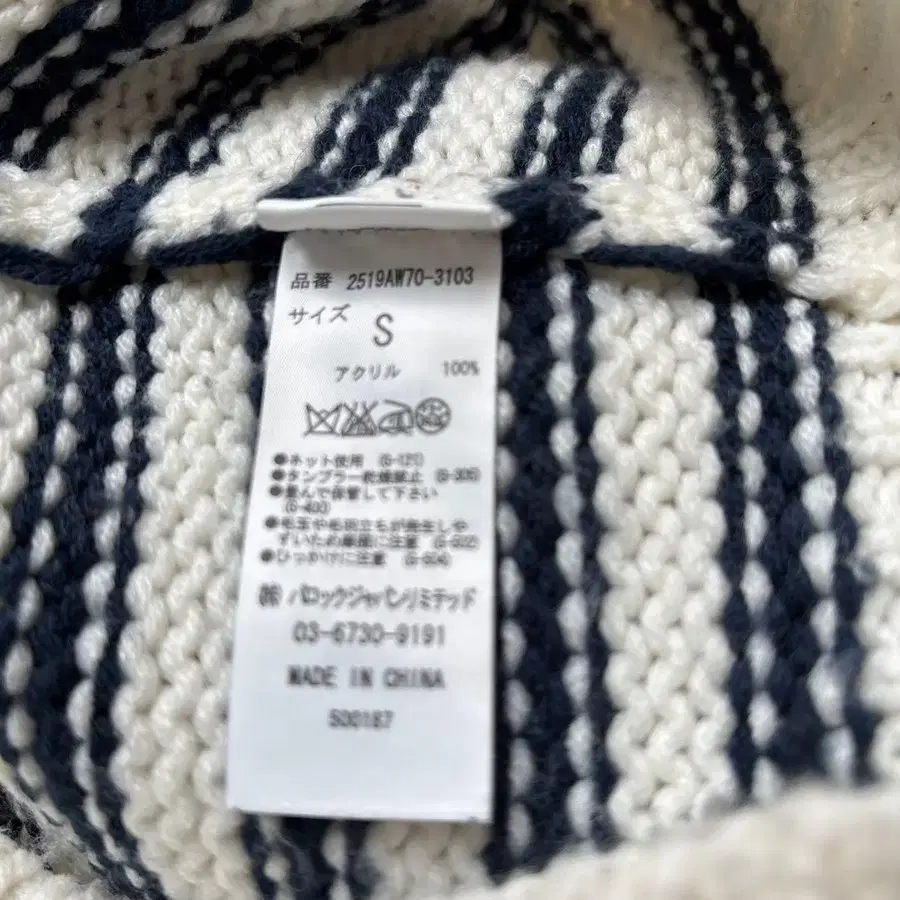 品番 2519AW70-3103
サイズ S
アクリル 100%
●ネット使用 (G-121)
●タンブラー乾燥禁止 (G-305)
●畳んで保管して下さい
(G-400)
●毛玉や毛羽立ちが発生しや
すいため摩擦に注意 (G-502)
●ひっかけに注意 (G-504)
㈱ バロックジャパンリミテッド
03-6730-9191
MADE IN CHINA
500187